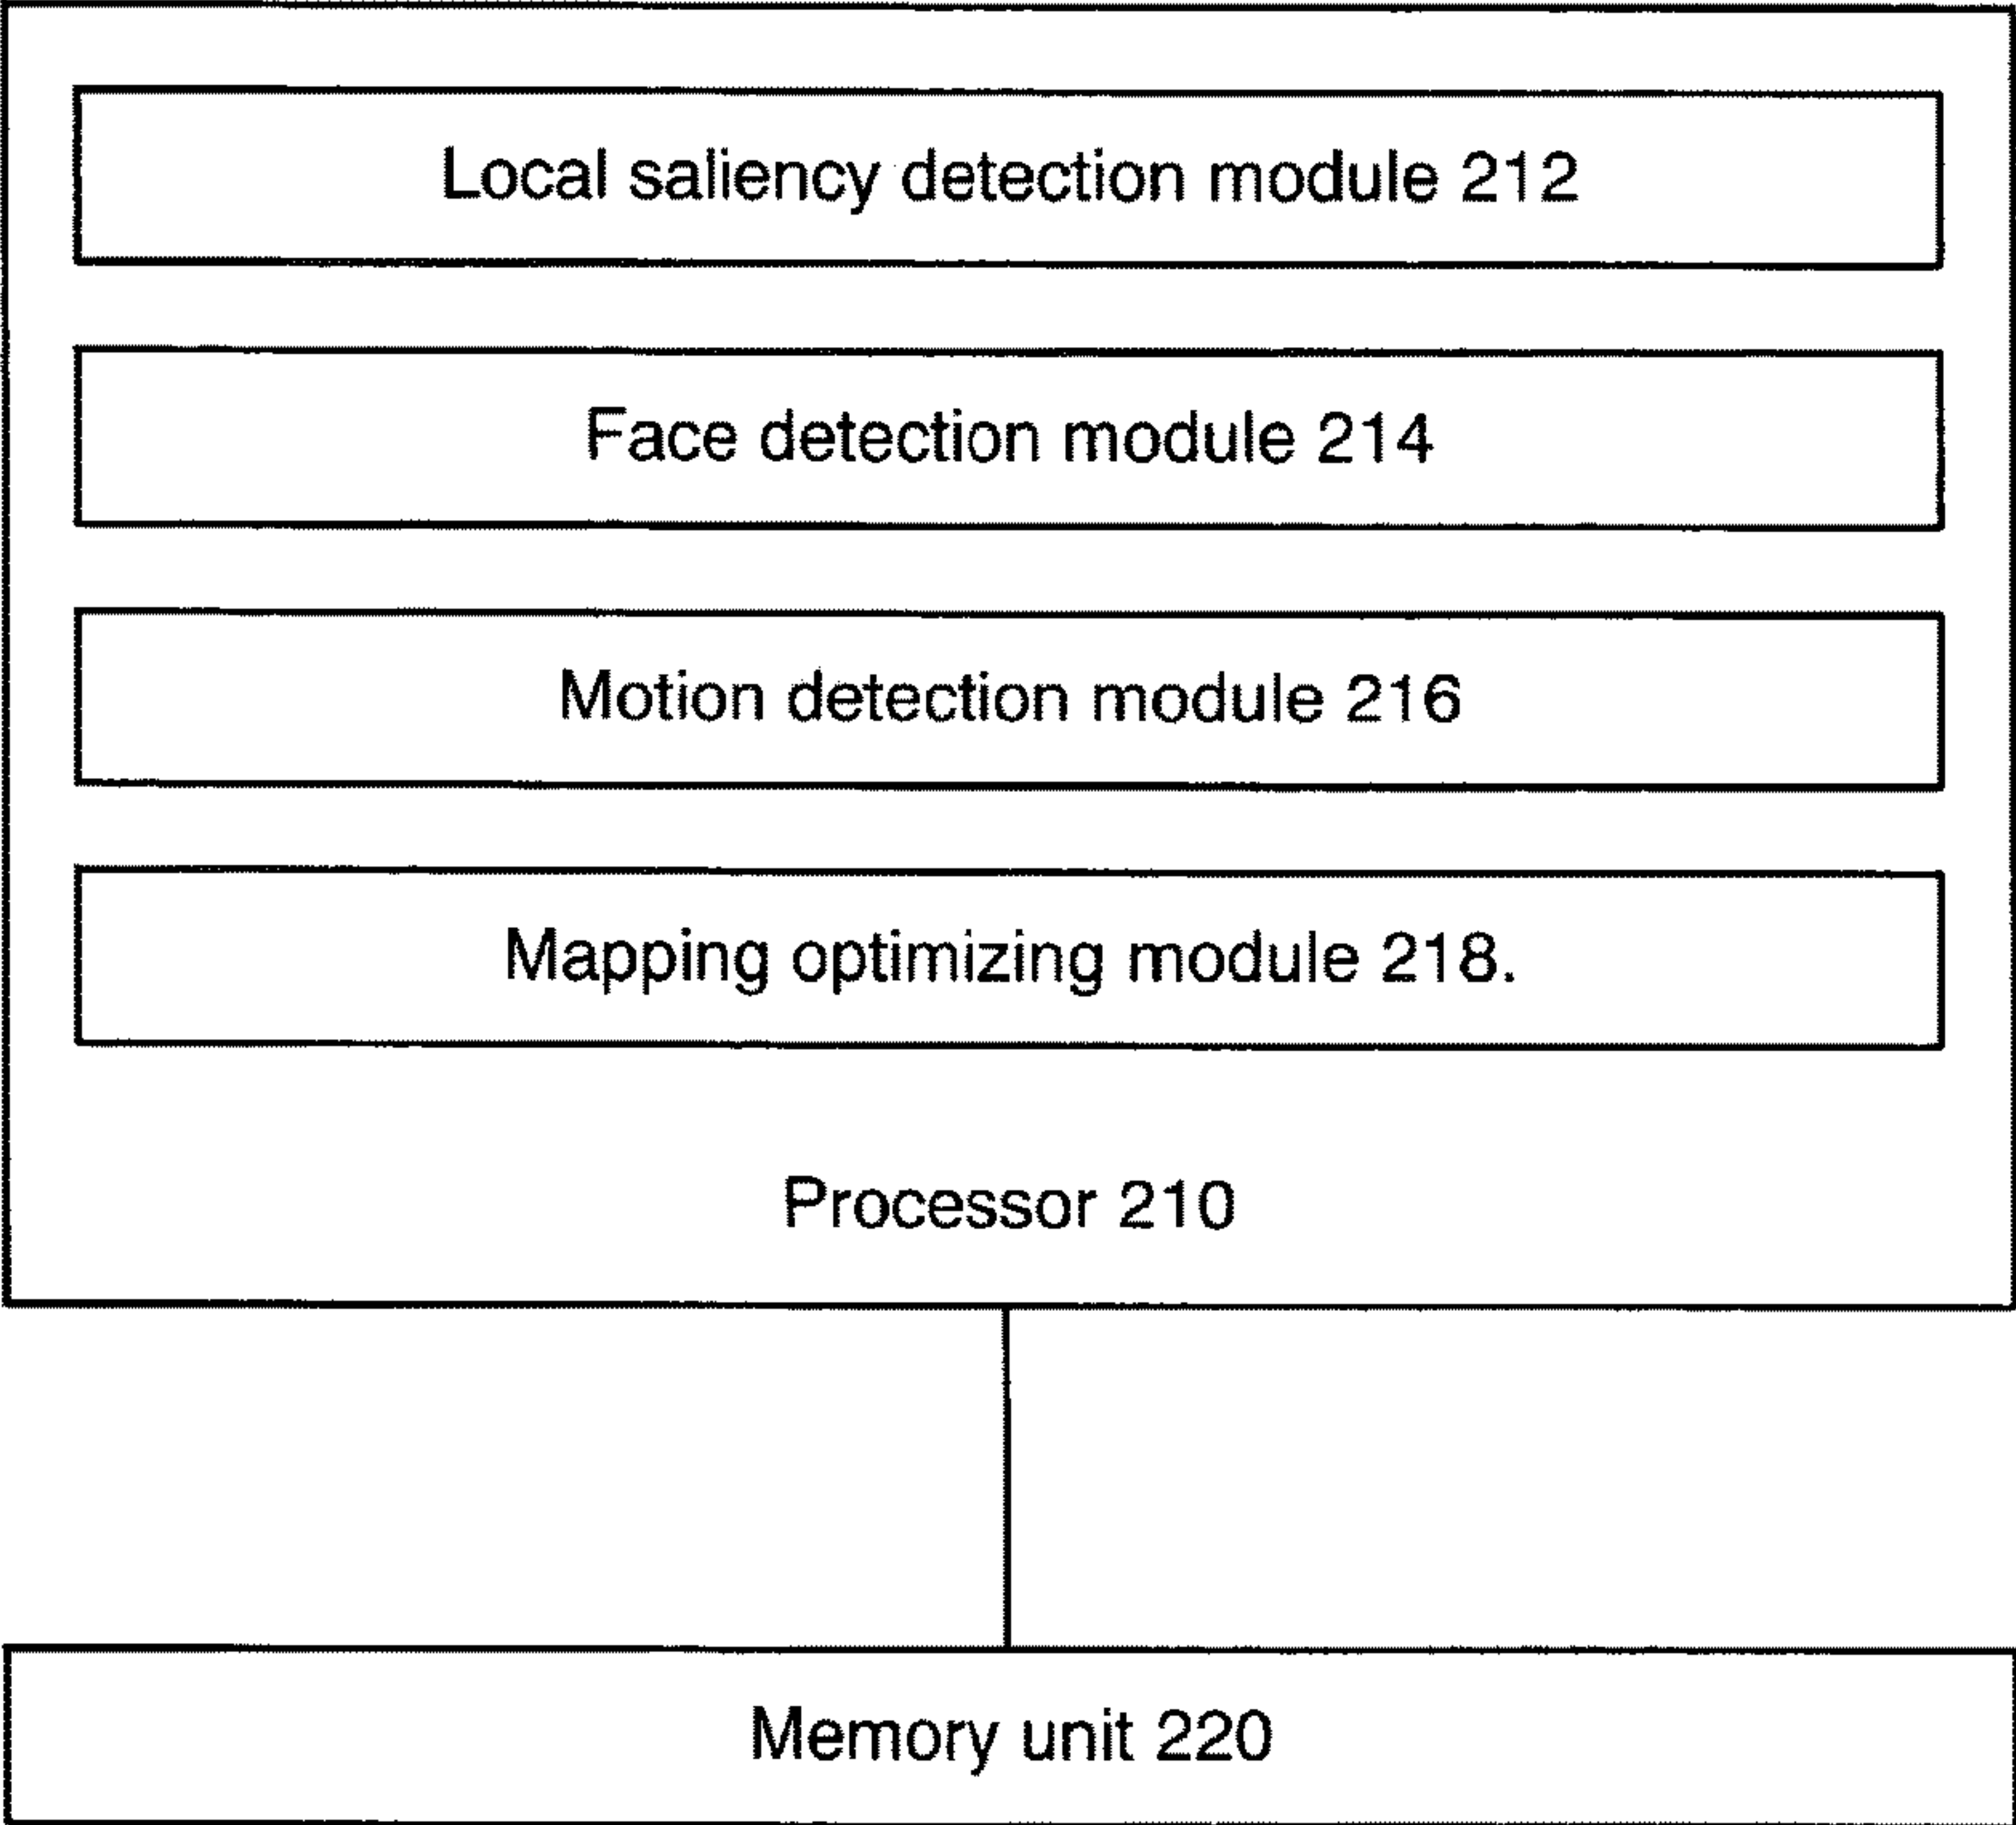 Local saliency detection module 212
Face detection module 214
Motion detection module 216
Mapping optimizing module 218.
Processor 210
Memory unit 220